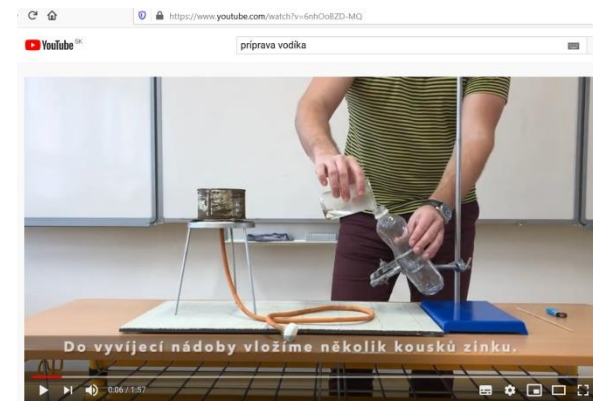 https://www.youtube.com/watch?v=6nhOoBZD-MQ
YouTube SK
príprava vodíka
Do vyvíjecí nádoby vložíme několik kousků zinku.
0:06 / 1:57